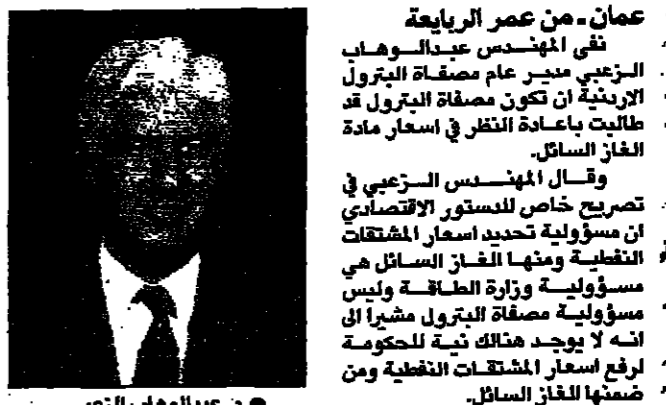 عمان ـ من عمر الربايعة
نفى المهندس عبدالوهاب
الزعبي مدير عام مصفاة البترول
الاردنية ان تكون مصفاة البترول قد
طالبت باعادة النظر في اسعار مادة
الغاز السائل.
وقال المهندس الزعبي في
تصريح خاص للدستور الاقتصادي
ان مسؤولية تحديد اسعار المشتقات
النفطية ومنها الغاز السائل هي
مسؤولية وزارة الطاقة وليس
مسؤولية مصفاة البترول مشيرا الى
انه لا يوجد هنالك نية للحكومة
لرفع اسعار المشتقات النفطية ومن
ضمنها الغاز السائل.
عبدالوهاب